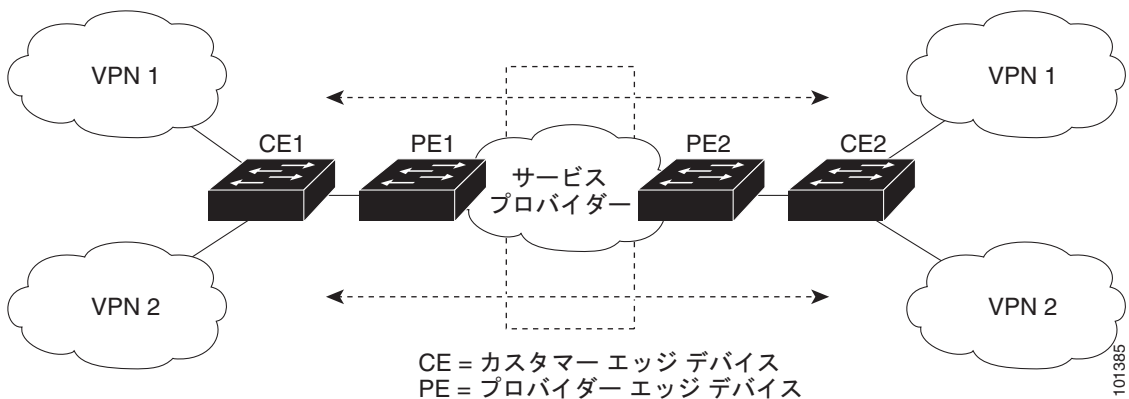 VPN 1
VPN 1
CE1
PE1
PE2
CE2
サービス
プロバイダー
VPN 2
VPN 2
CE = カスタマー エッジ デバイス
PE = プロバイダー エッジ デバイス
101385